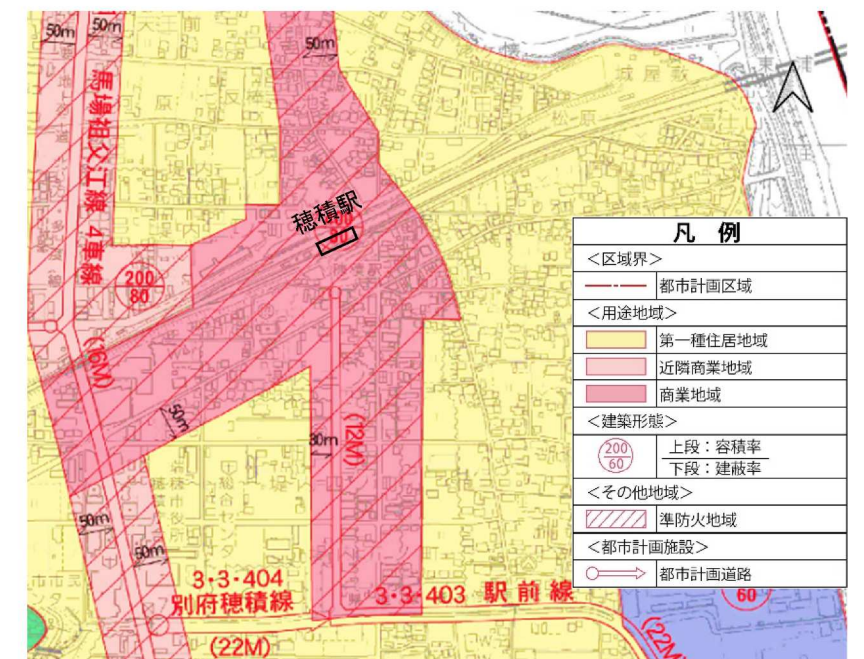 50m
50m
50m
馬場祖父江線 4車線
穂積駅
200
80
(16M)
50m
30m
(12M)
50m
50m
3・3・404
別府穂積線
3・3・403 駅前線
(22M)
(22M)
60
城屋敷
松原
凡 例
<区域界>
都市計画区域
<用途地域>
第一種住居地域
近隣商業地域
商業地域
<建築形態>
200
60
上段：容積率
下段：建蔽率
<その他地域>
準防火地域
<都市計画施設>
都市計画道路